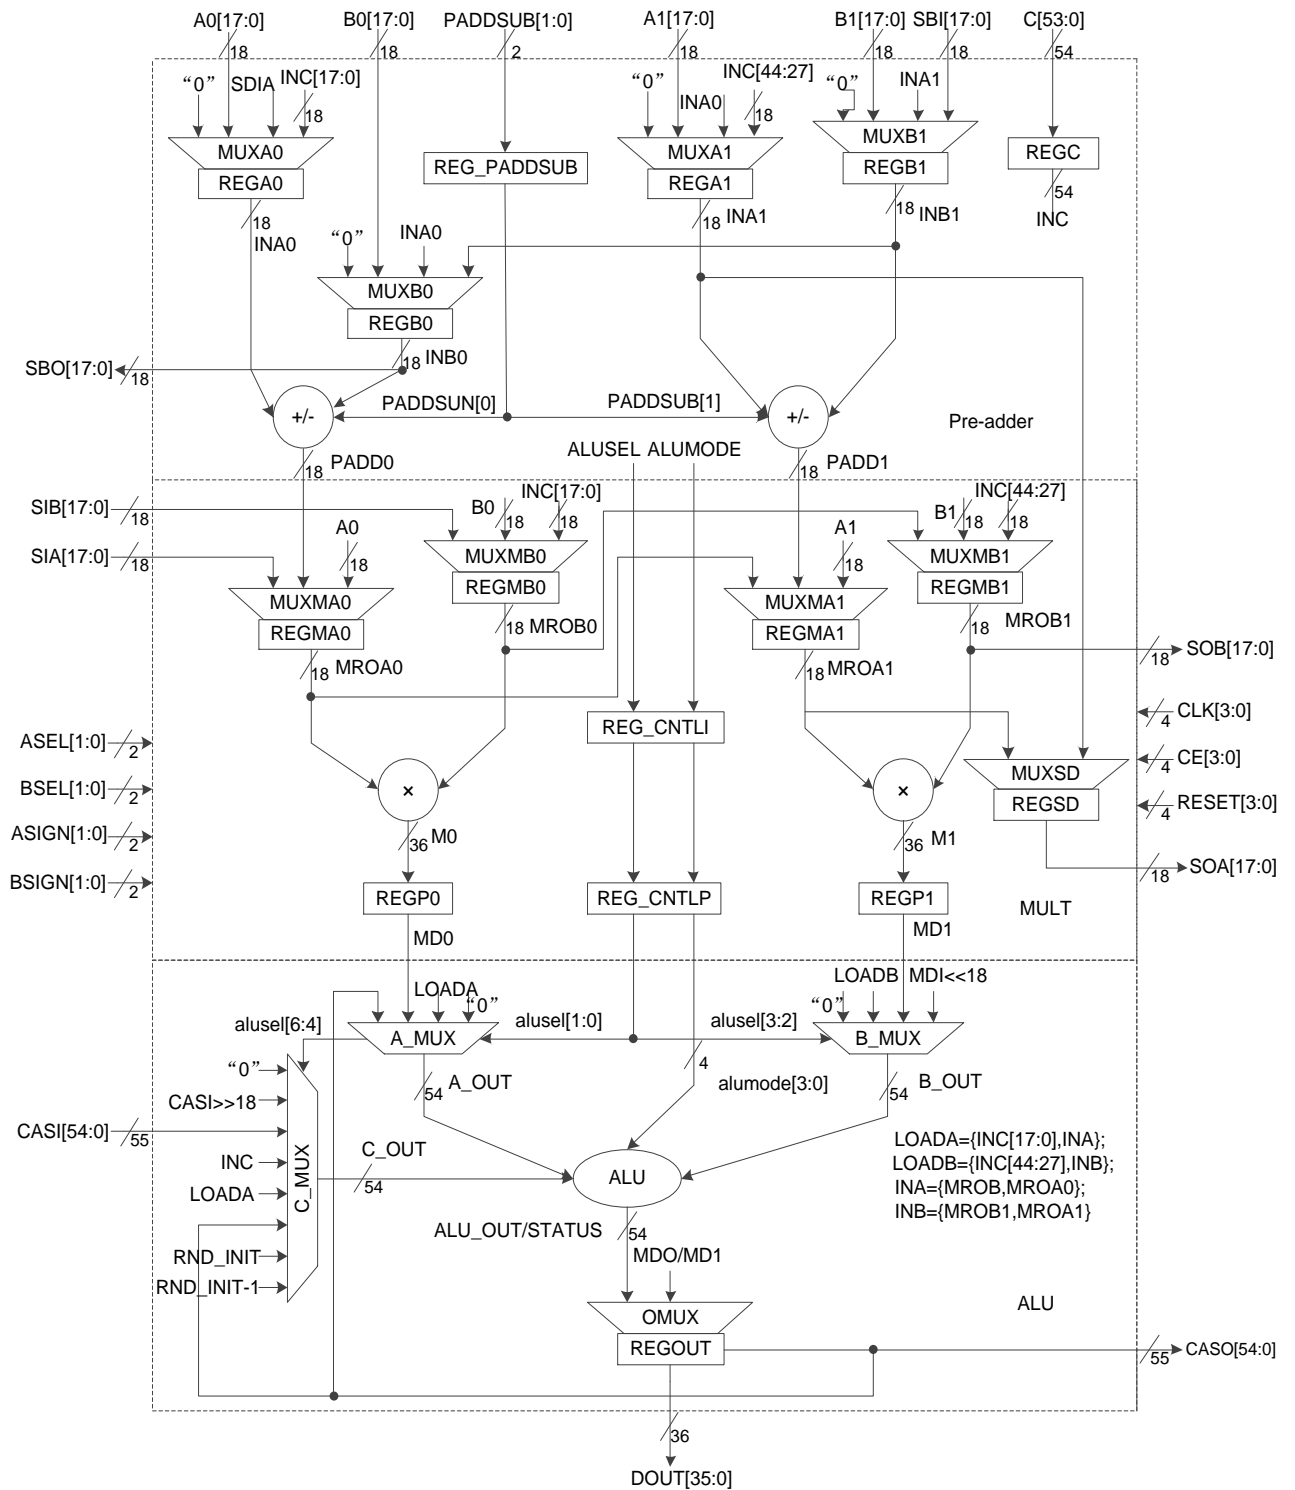 A0[17:0] B0[17:0] PADDSUB[1:0] A1[17:0] B1[17:0] SBI[17:0] C[53:0]
18 18 2 18 18 18 54
“0” SDIA INC[17:0] “0” INA0 INC[44:27] “0” INA1
18 18
MUXA0 MUXA1 MUXB1 REGC
REGA0 REG_PADDSUB REGA1 REGB1
18 18 INA1 18 INB1 54
INA0 INC
“0” INA0
MUXB0
REGB0
18 INB0
SBO[17:0] 18
+/- PADDSUN[0] PADDSUB[1] +/- Pre-adder
ALUSEL ALUMODE
18 PADD0 18 PADD1
SIB[17:0] 18 B0 18 INC[17:0] 18 B1 18 INC[44:27] 18
SIA[17:0] 18 A0 18 MUXMB0 A1 18 MUXMB1
REGMB0 REGMB1
MUXMA0 MUXMA1
REGMA0 18 MROB0 REGMA1 18 MROB1
18 MROA0 18 MROA1 18 SOB[17:0]
REG_CNTLI 4 CLK[3:0]
ASEL[1:0] 2 4 CE[3:0]
MUXSD
BSEL[1:0] 2 × × REGSD 4 RESET[3:0]
ASIGN[1:0] 2 36 M0 36 M1
BSIGN[1:0] 2 18 SOA[17:0]
REGP0 REG_CNTLP REGP1 MULT
MD0 MD1
LOADA “0” LOADB MDI<<18
“0”
alusel[6:4] A_MUX alusel[1:0] alusel[3:2] B_MUX
“0” 4
54 A_OUT alumode[3:0] 54 B_OUT
CASI>>18
CASI[54:0] 55
LOADA={INC[17:0],INA};
LOADB={INC[44:27],INB};
INA={MROB,MROA0};
INB={MROB1,MROA1}
INC C_MUX C_OUT 54 ALU
LOADA
ALU_OUT/STATUS 54
RND_INIT MDO/MD1
RND_INIT-1
OMUX ALU
REGOUT 55 CASO[54:0]
36
DOUT[35:0]